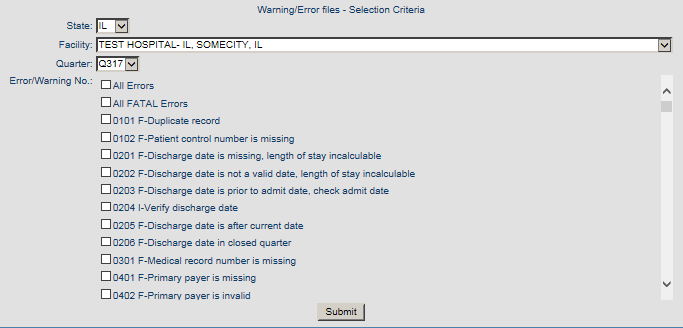 Warning/Error files - Selection Criteria
State: IL
Facility: TEST HOSPITAL- IL, SOMECITY, IL
Quarter: Q317
Error/Warning No.:
All Errors
All FATAL Errors
0101 F-Duplicate record
0102 F-Patient control number is missing
0201 F-Discharge date is missing, length of stay incalculable
0202 F-Discharge date is not a valid date, length of stay incalculable
0203 F-Discharge date is prior to admit date, check admit date
0204 I-Verify discharge date
0205 F-Discharge date is after current date
0206 F-Discharge date in closed quarter
0301 F-Medical record number is missing
0401 F-Primary payer is missing
0402 F-Primary payer is invalid
Submit